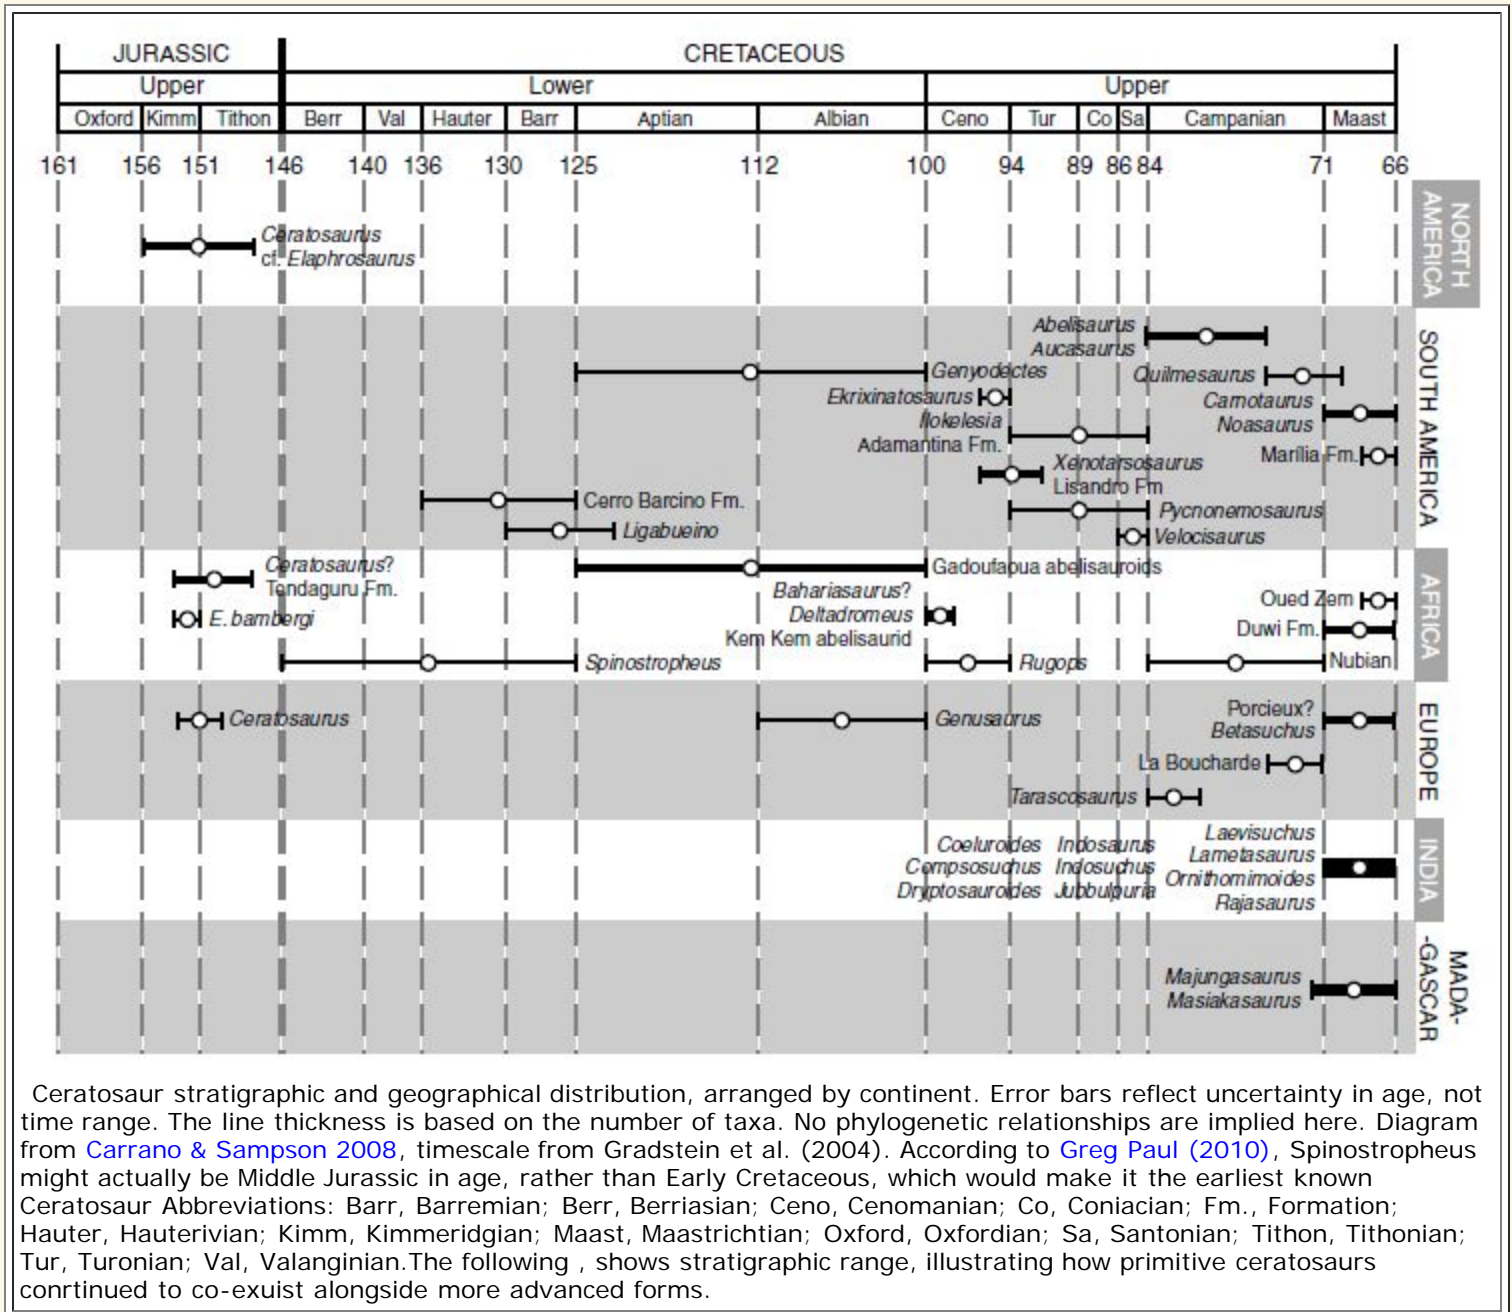 JURASSIC CRETACEOUS
Upper Lower Upper
Oxford Kimm Tithon Berr Val Hauter Barr Aptian Albian Ceno Tur Co Sa Campanian Maast
161 156 151 146 140 136 130 125 112 100 94 89 86 84 71 66
NORTH
AMERICA
Ceratosaurus
cf. Elaphrosaurus
SOUTH AMERICA
Abelisaurus
Aucasaurus
Genyodectes
Quilmesaurus
Ekrixinatosaurus
Carnotaurus
Noasaurus
Ilokelesia
Adamantina Fm.
Marília Fm.
Xenotarsosaurus
Lisandro Fm
Cerro Barcino Fm.
Pycnonemosaurus
Ligabueino
Velocisaurus
AFRICA
Ceratosaurus?
Tendaguru Fm.
Gadoufaoua abelisauroids
Bahariasaurus?
Deltadromeus
Kem Kem abelisaurid
Oued Zem
E. bambergi
Duwi Fm.
Spinostropheus
Rugops
Nubian
EUROPE
Ceratosaurus
Genusaurus
Porcieux?
Betasuchus
La Boucharde
Tarascosaurus
INDIA
Coeluroides Indosaurus
Compsosuchus Indosuchus
Dryptosauroides Jubbulpuria
Laevisuchus
Lametasaurus
Ornithomimoides
Rajasaurus
MADA-
-GASCAR
Majungasaurus
Masiakasaurus
Ceratosaur stratigraphic and geographical distribution, arranged by continent. Error bars reflect uncertainty in age, not
time range. The line thickness is based on the number of taxa. No phylogenetic relationships are implied here. Diagram
from Carrano & Sampson 2008, timescale from Gradstein et al. (2004). According to Greg Paul (2010), Spinostropheus
might actually be Middle Jurassic in age, rather than Early Cretaceous, which would make it the earliest known
Ceratosaur Abbreviations: Barr, Barremian; Berr, Berriasian; Ceno, Cenomanian; Co, Coniacian; Fm., Formation;
Hauter, Hauterivian; Kimm, Kimmeridgian; Maast, Maastrichtian; Oxford, Oxfordian; Sa, Santonian; Tithon, Tithonian;
Tur, Turonian; Val, Valanginian.The following , shows stratigraphic range, illustrating how primitive ceratosaurs
conrtinued to co-exuist alongside more advanced forms.